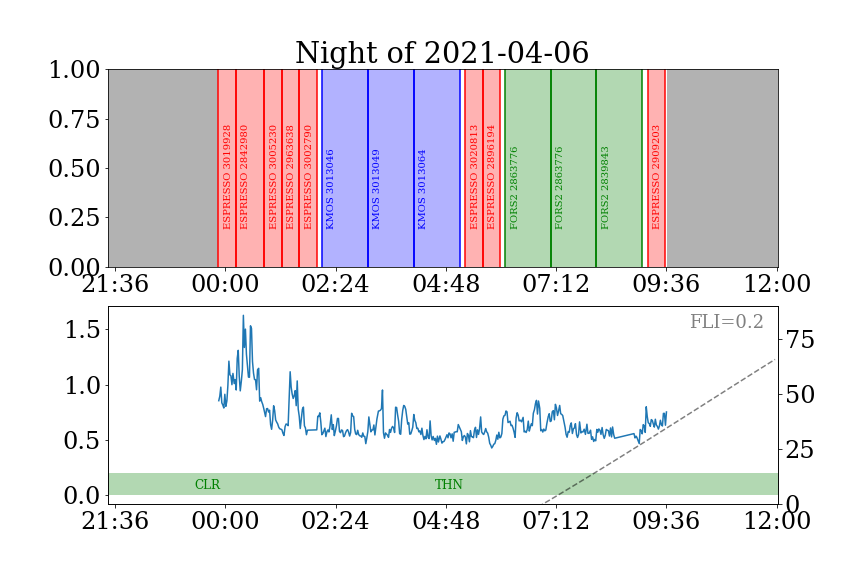 Night of 2021-04-06
1.00
0.75
0.50
0.25
0.00
ESPRESSO 3019928
ESPRESSO 2842980
ESPRESSO 3005230
ESPRESSO 2963638
ESPRESSO 3002790
KMOS 3013046
KMOS 3013049
KMOS 3013064
ESPRESSO 3020813
ESPRESSO 2896194
FORS2 2863776
FORS2 2863776
FORS2 2839843
ESPRESSO 2909203
21:36 00:00 02:24 04:48 07:12 09:36 12:00
FLI=0.2
1.5
1.0
0.5
0.0
75
50
25
0
CLR THN
21:36 00:00 02:24 04:48 07:12 09:36 12:00